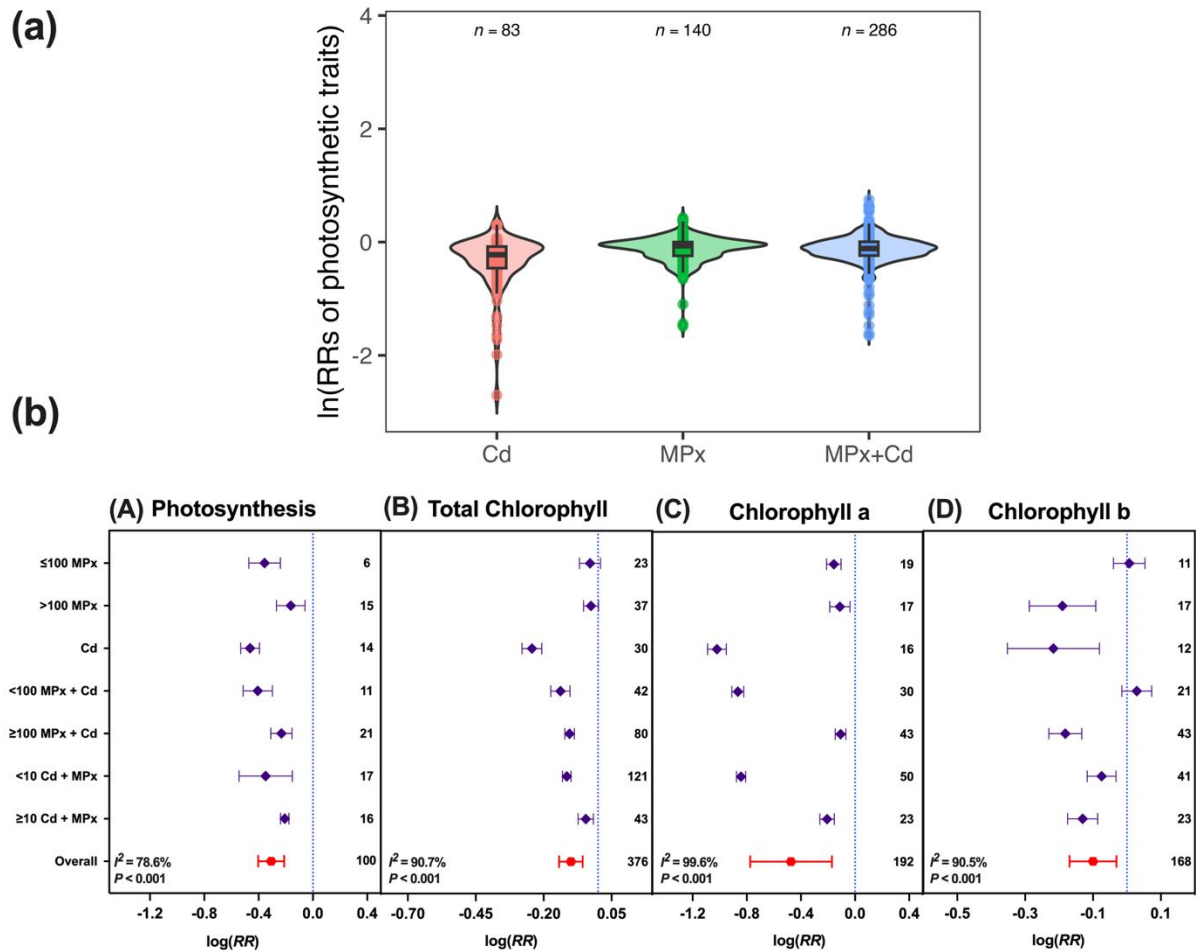 (a)
4
2
0
-2
ln(RRs of photosynthetic traits)
n = 83
n = 140
n = 286
Cd
MPx
MPx+Cd
(b)
(A) Photosynthesis
(B) Total Chlorophyll
(C) Chlorophyll a
(D) Chlorophyll b
≤100 MPx 6 23 19 11
>100 MPx 15 37 17 17
Cd 14 30 16 12
<100 MPx + Cd 11 42 30 21
≥100 MPx + Cd 21 80 43 43
<10 Cd + MPx 17 121 50 41
≥10 Cd + MPx 16 43 23 23
Overall 100 376 192 168
I² = 78.6%
P < 0.001
I² = 90.7%
P < 0.001
I² = 99.6%
P < 0.001
I² = 90.5%
P < 0.001
-1.2 -0.8 -0.4 0.0 0.4
-0.70 -0.45 -0.20 0.05
-1.2 -0.8 -0.4 0.0 0.4
-0.5 -0.3 -0.1 0.1
log(RR)
log(RR)
log(RR)
log(RR)